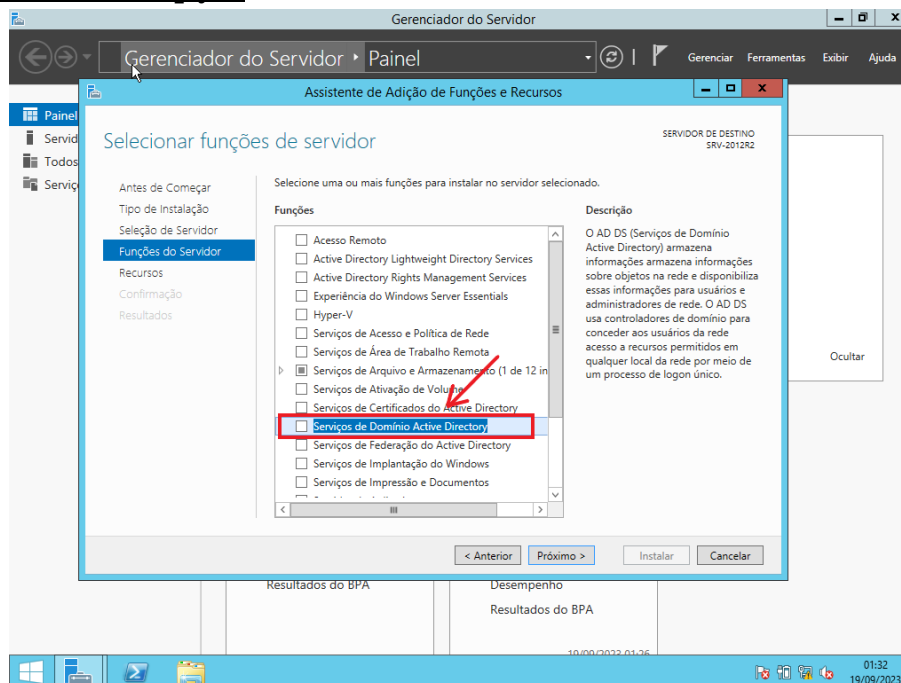 Gerenciador do Servidor
Gerenciador do Servidor Painel
Gerenciar Ferramentas Exibir Ajuda
Assistente de Adição de Funções e Recursos
Painel
Servid
Todos
Serviç
Selecionar funções de servidor
SERVIDOR DE DESTINO
SRV-2012R2
Antes de Começar
Tipo de Instalação
Seleção de Servidor
Funções do Servidor
Recursos
Confirmação
Resultados
Selecione uma ou mais funções para instalar no servidor selecionado.
Funções
Acesso Remoto
Active Directory Lightweight Directory Services
Active Directory Rights Management Services
Experiência do Windows Server Essentials
Hyper-V
Serviços de Acesso e Política de Rede
Serviços de Área de Trabalho Remota
Serviços de Arquivo e Armazenamento (1 de 12 in
Serviços de Ativação de Volume
Serviços de Certificados do Active Directory
Serviços de Domínio Active Directory
Serviços de Federação do Active Directory
Serviços de Implantação do Windows
Serviços de Impressão e Documentos
Descrição
O AD DS (Serviços de Domínio
Active Directory) armazena
informações armazena informações
sobre objetos na rede e disponibiliza
essas informações para usuários e
administradores de rede. O AD DS
usa controladores de domínio para
conceder aos usuários da rede
acesso a recursos permitidos em
qualquer local da rede por meio de
um processo de logon único.
Ocultar
< Anterior Próximo > Instalar Cancelar
Resultados do BPA
Desempenho
Resultados do BPA
19/09/2023 01:26
01:32
19/09/2023